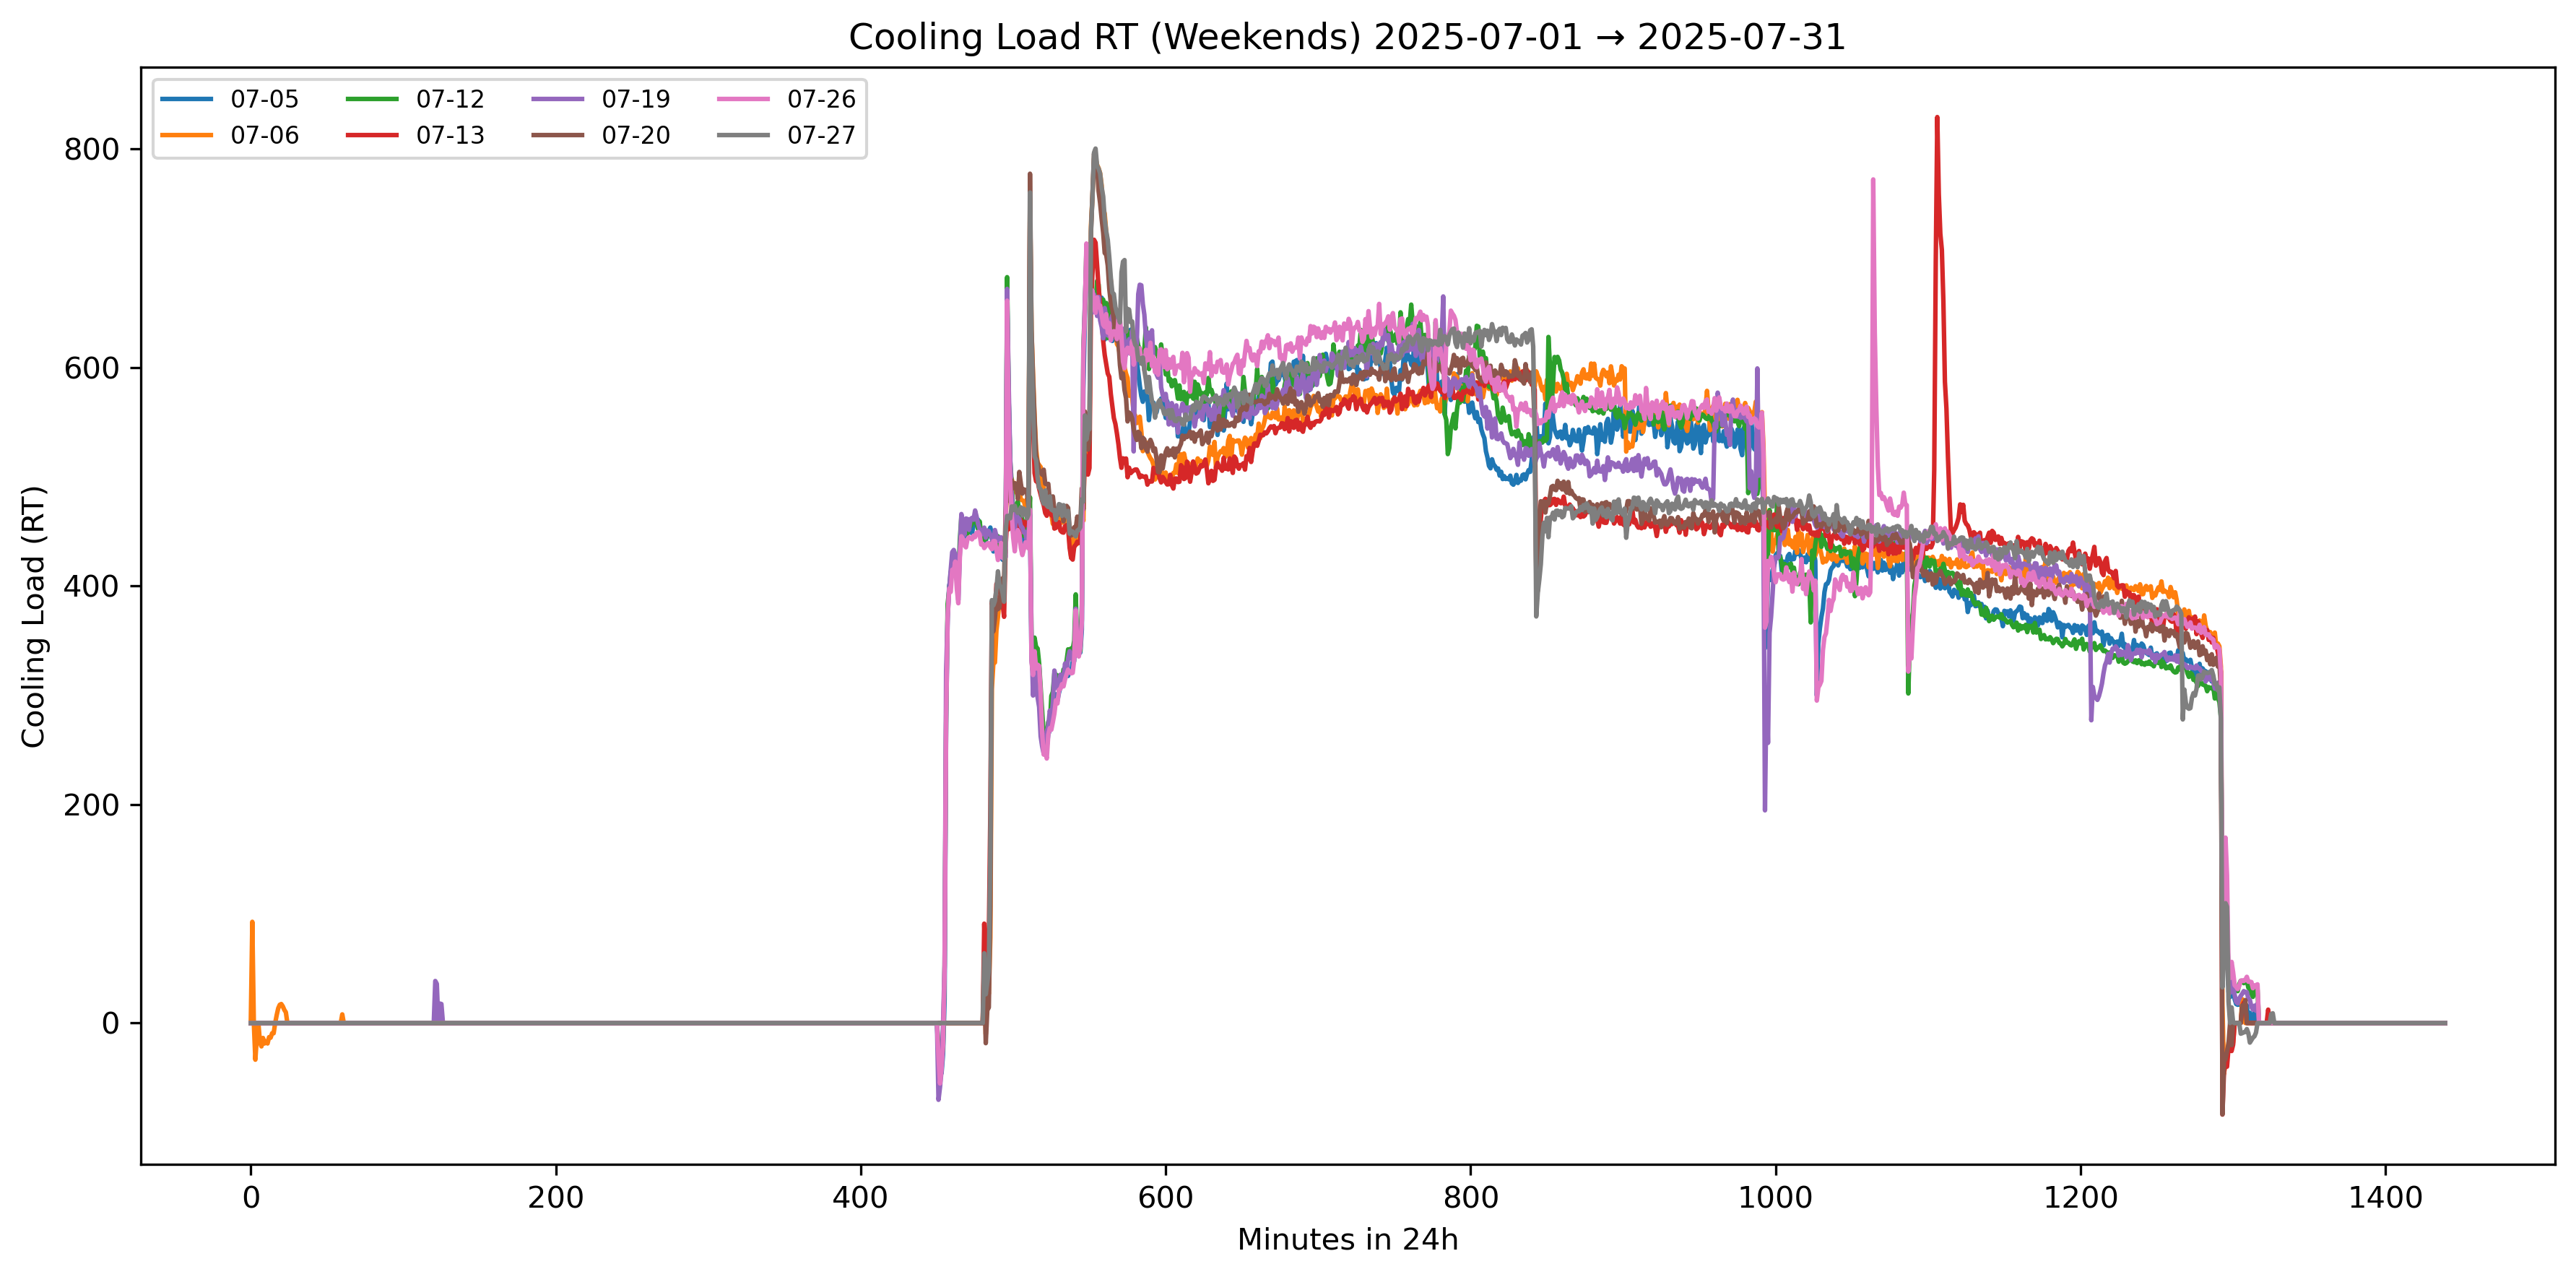 Cooling Load RT (Weekends) 2025-07-01 → 2025-07-31
07-05 07-12 07-19 07-26
07-06 07-13 07-20 07-27
Cooling Load (RT)
800
600
400
200
0
0 200 400 600 800 1000 1200 1400
Minutes in 24h